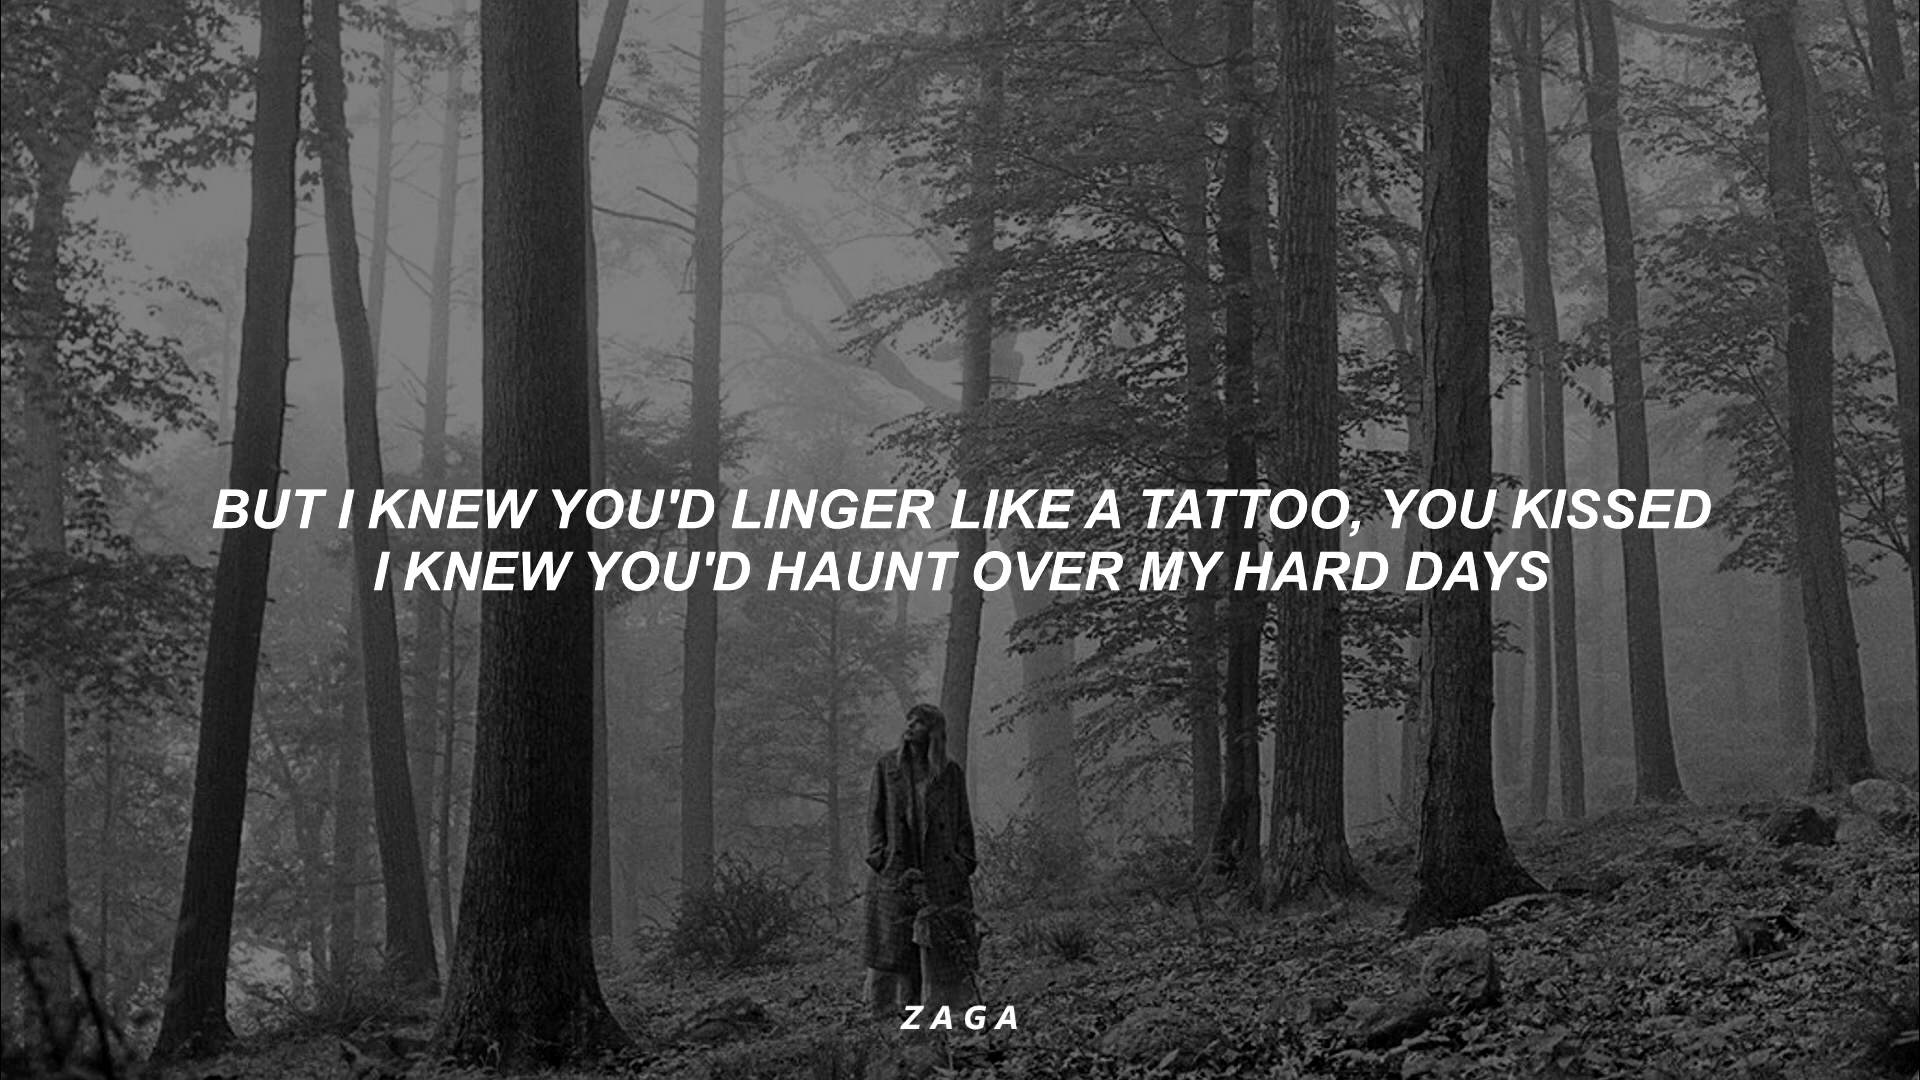 BUT I KNEW YOU'D LINGER LIKE A TATTOO, YOU KISSED
I KNEW YOU'D HAUNT OVER MY HARD DAYS
ZAGA